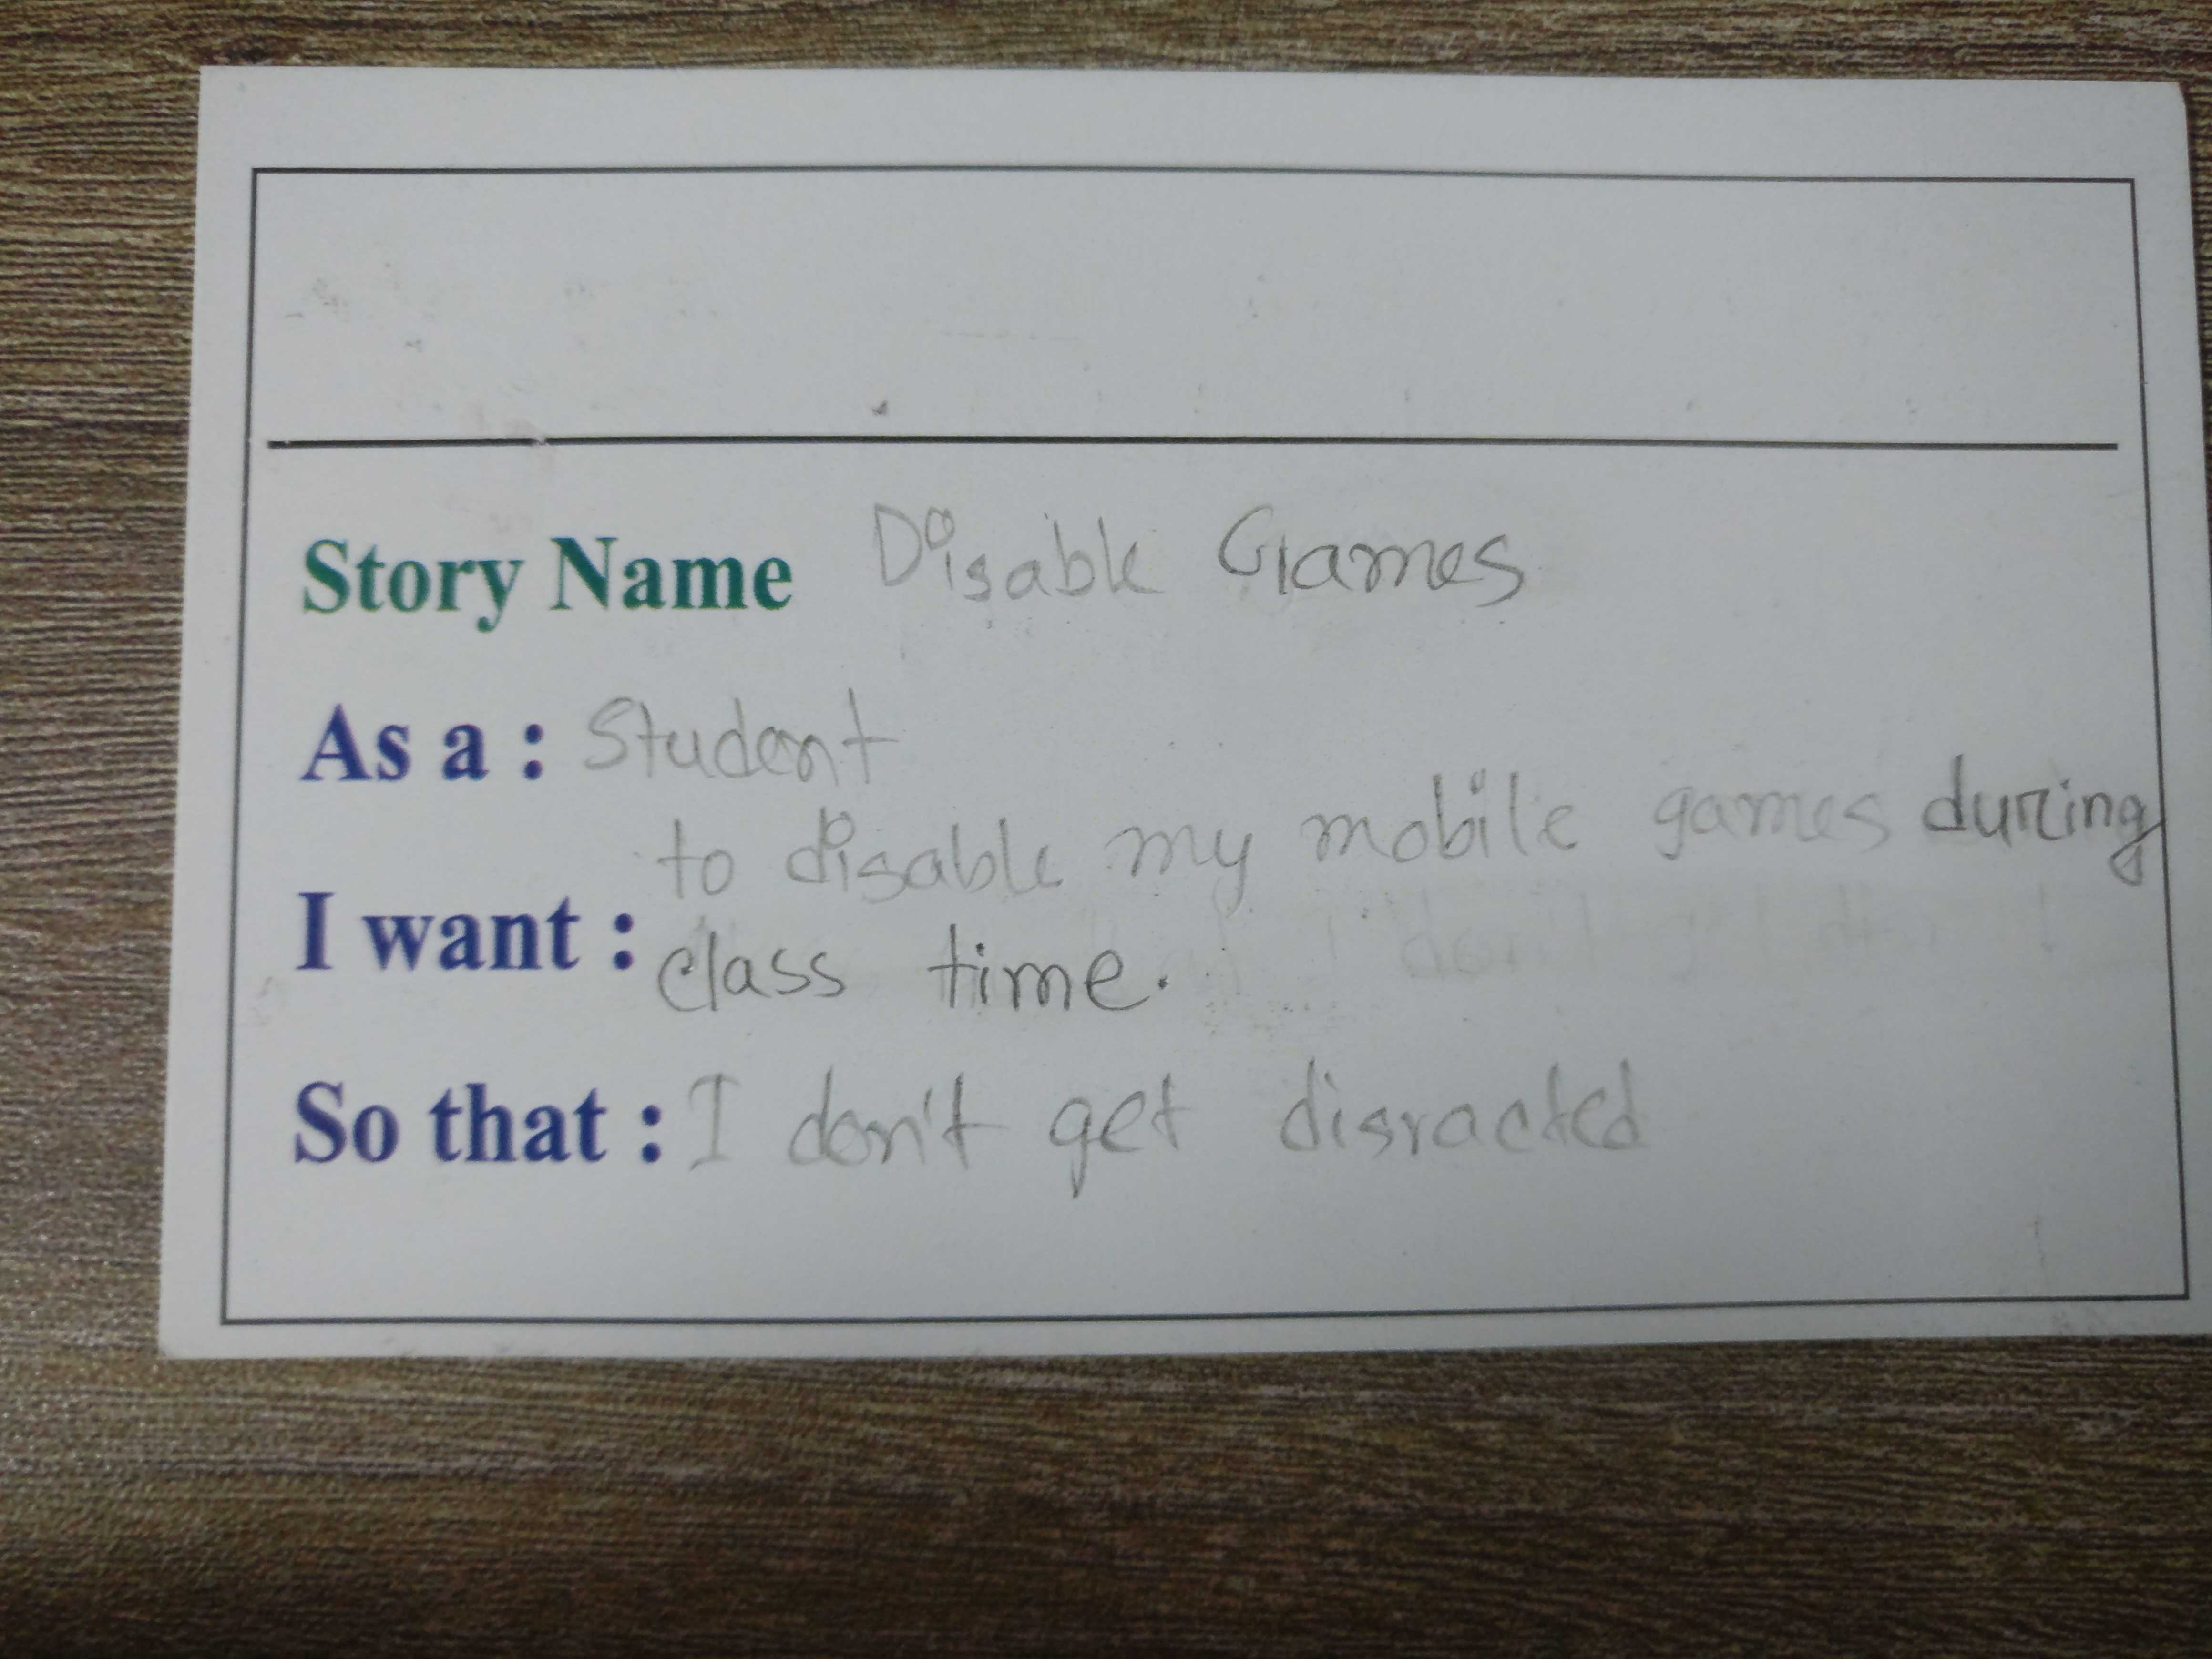 Story Name Disable Games
As a : Student
to disable my mobile games during
I want :
class time.
So that : I don't get disracted